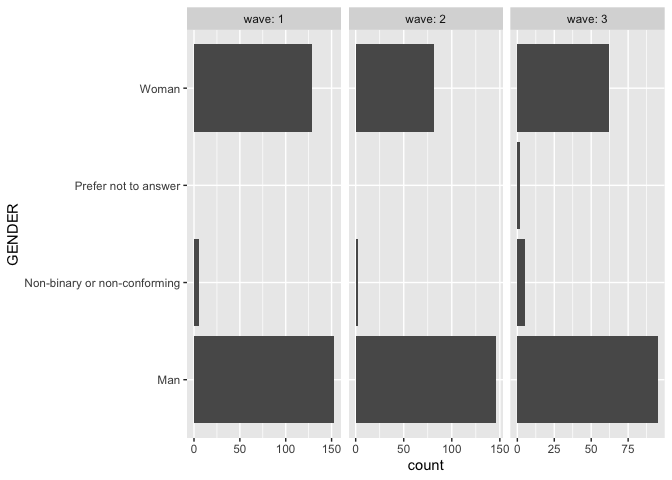 wave: 1 wave: 2 wave: 3
Woman
Prefer not to answer
Non-binary or non-conforming
Man
GENDER
0 50 100 150 0 50 100 150 0 25 50 75
count